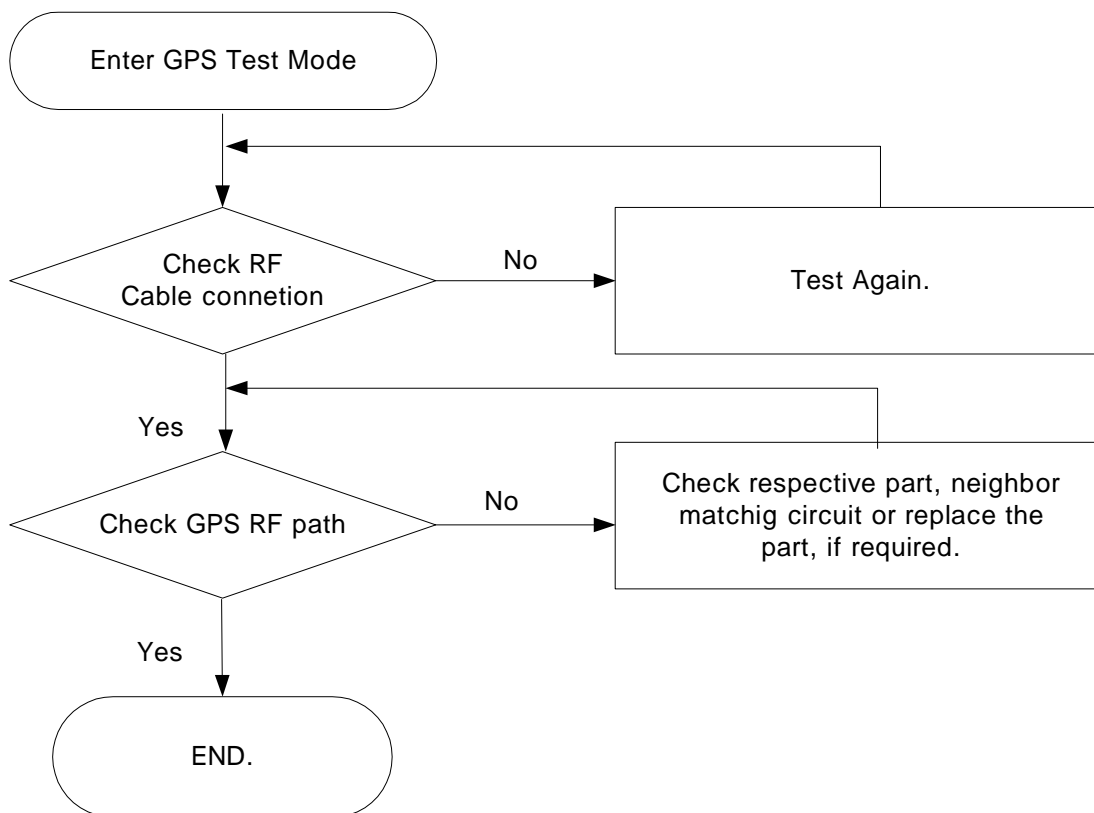 Enter GPS Test Mode
Check RF
Cable connetion
No
Test Again.
Yes
Check GPS RF path
No
Check respective part, neighbor
matchig circuit or replace the
part, if required.
Yes
END.